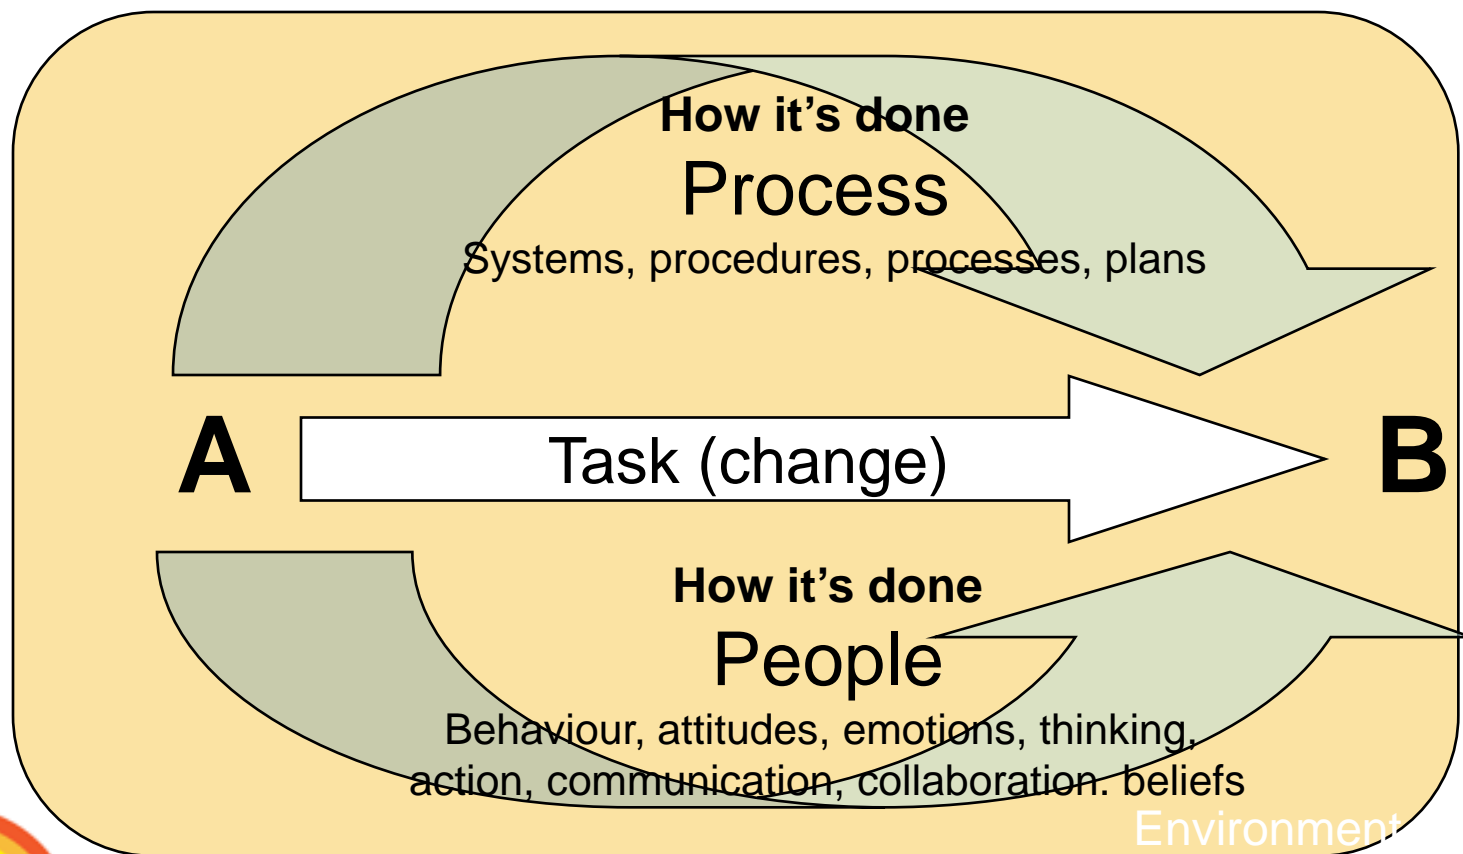 How it's done
Process
Systems, procedures, processes, plans
A
Task (change)
B
How it's done
People
Behaviour, attitudes, emotions, thinking,
action, communication, collaboration. beliefs
Environment